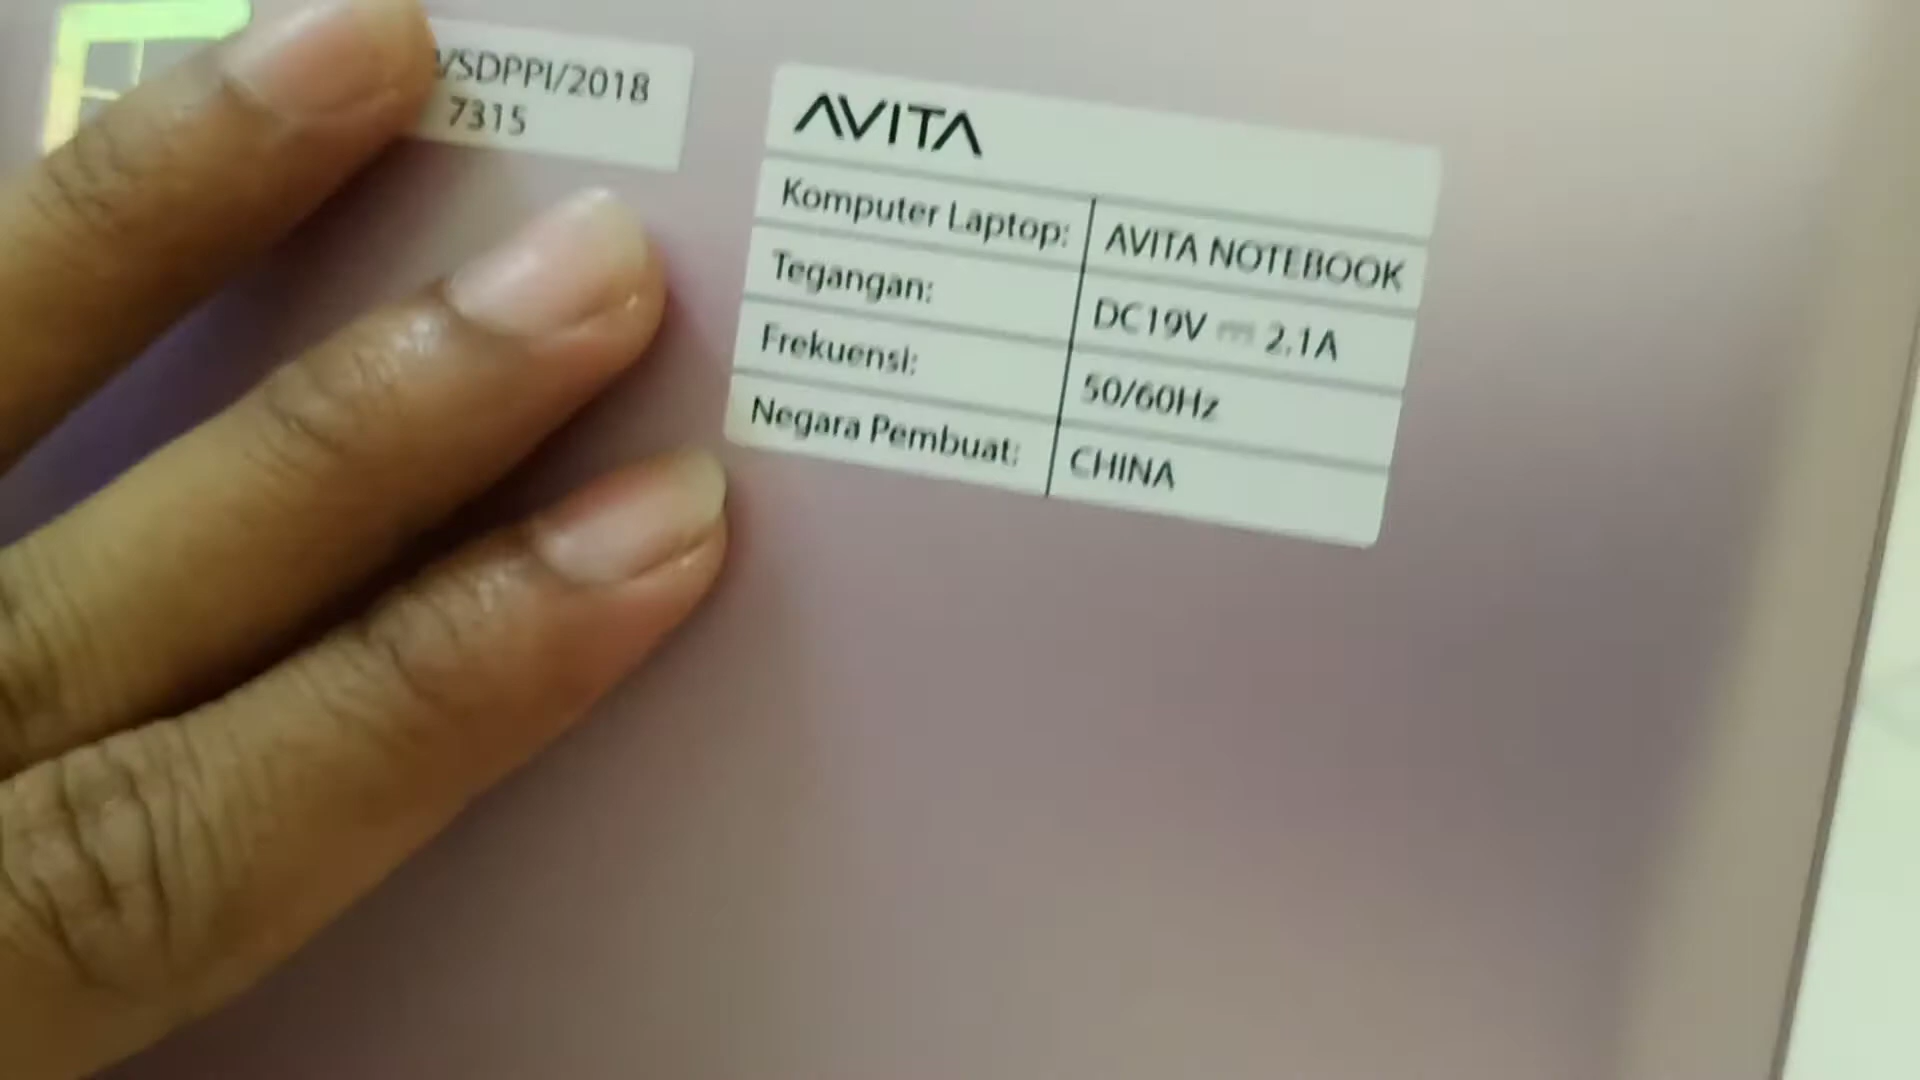 /SDPPI/2018
7315
AVITA
Komputer Laptop: AVITA NOTEBOOK
Tegangan: DC19V ⎓ 2.1A
Frekuensi: 50/60Hz
Negara Pembuat: CHINA